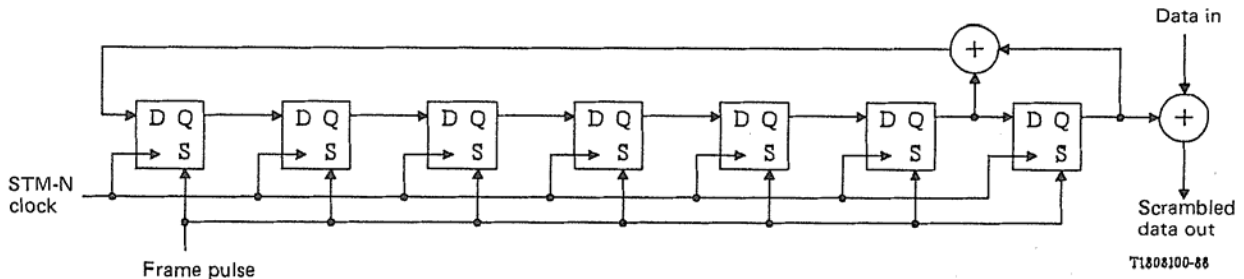 Data in
+
D Q D Q D Q D Q D Q D Q D Q
+
S S S S S S S
STM-N
clock
Scrambled
data out
Frame pulse
T1808100-88